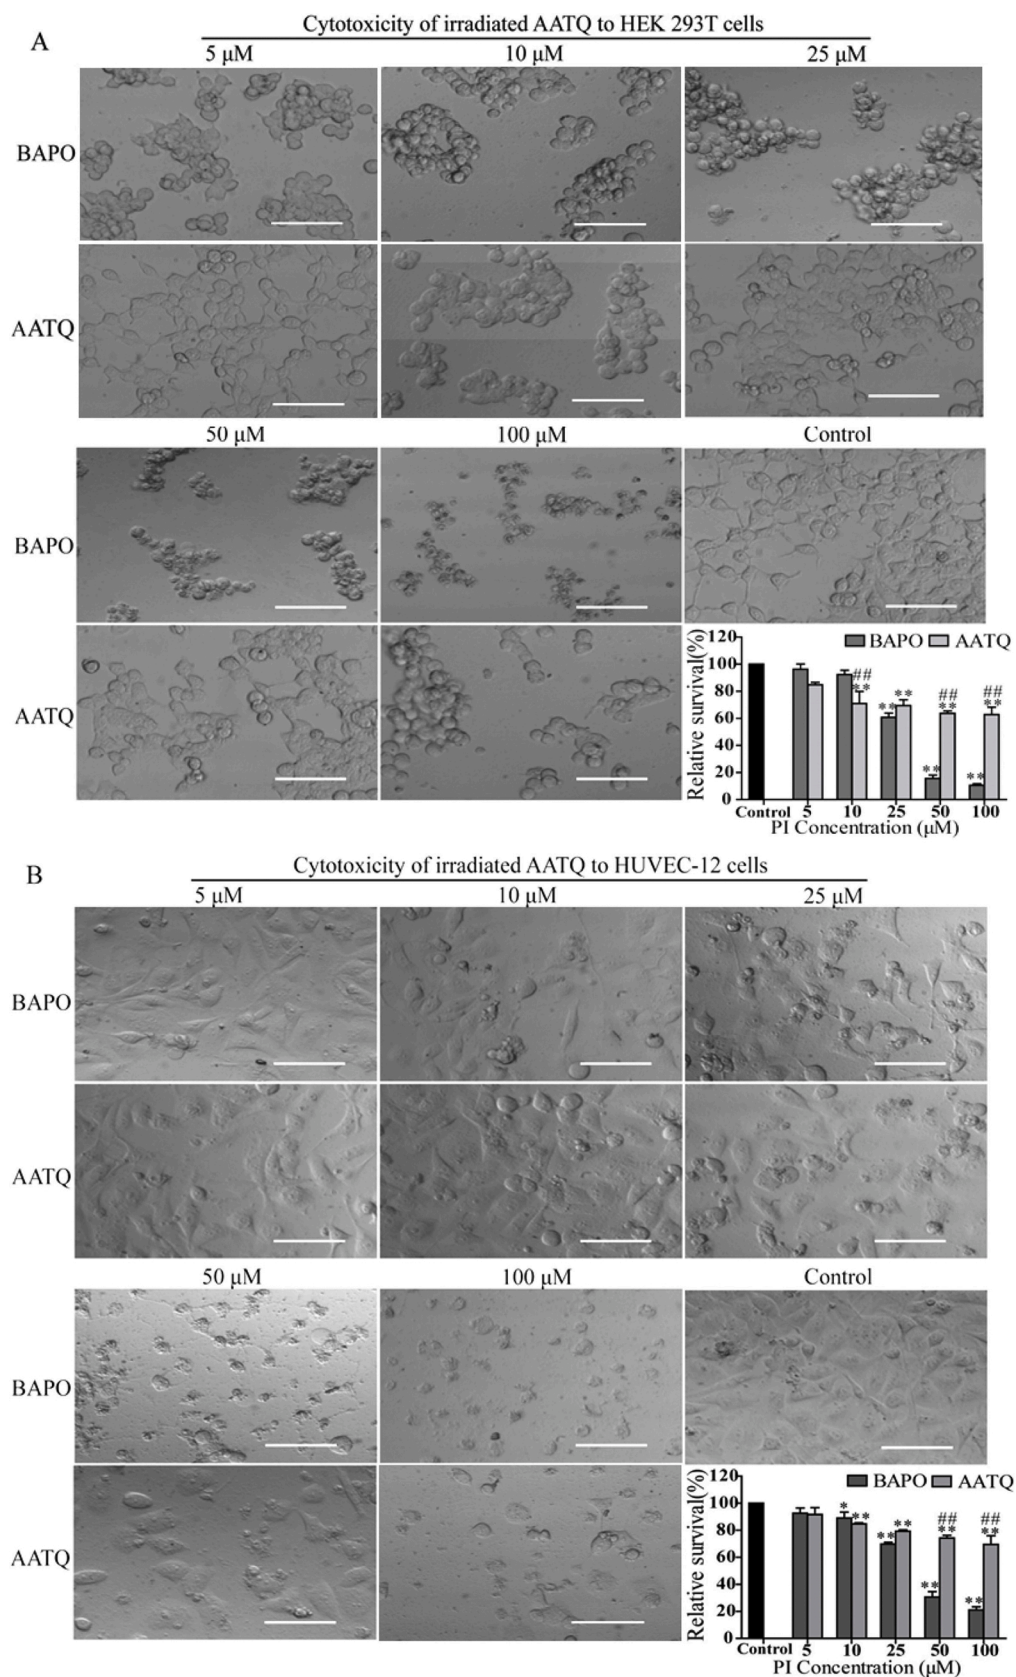 A
Cytotoxicity of irradiated AATQ to HEK 293T cells
5 μM 10 μM 25 μM
BAPO
AATQ
50 μM 100 μM Control
BAPO
AATQ
Relative survival(%)
BAPO AATQ
120
100
80
60
40
20
0
##
**
** **
##
**
##
**
**
**
Control 5 10 25 50 100
PI Concentration (μM)
B
Cytotoxicity of irradiated AATQ to HUVEC-12 cells
5 μM 10 μM 25 μM
BAPO
AATQ
50 μM 100 μM Control
BAPO
AATQ
Relative survival(%)
BAPO AATQ
120
100
80
60
40
20
0
* **
** **
##
**
##
**
**
**
Control 5 10 25 50 100
PI Concentration (μM)